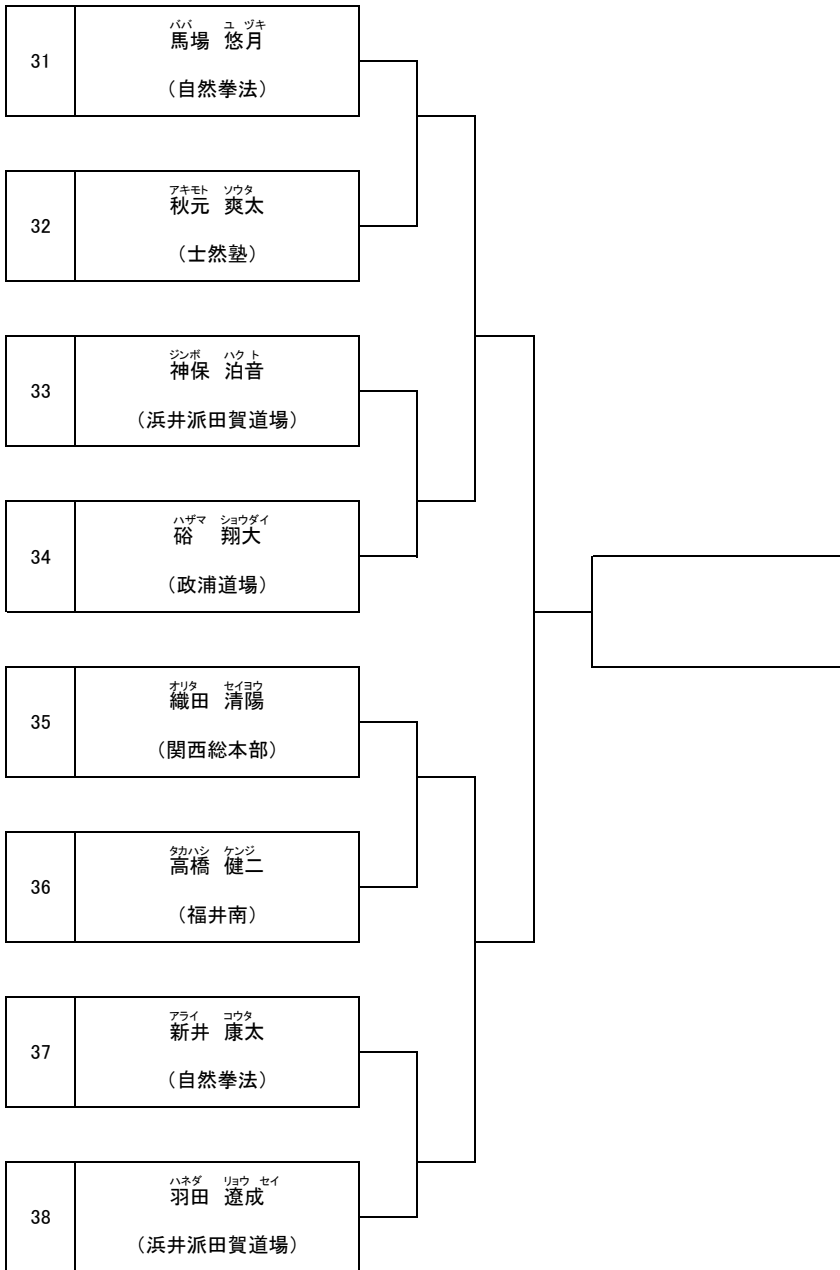 ババ ユ ヅキ
31 馬場 悠月
（自然拳法）
アキモト ソウタ
32 秋元 爽太
（士然塾）
ジンボ ハクト
33 神保 泊音
（浜井派田賀道場）
ハザマ ショウダイ
34 硲 翔大
（政浦道場）
オリタ セイヨウ
35 織田 清陽
（関西総本部）
タカハシ ケンジ
36 高橋 健二
（福井南）
アライ コウタ
37 新井 康太
（自然拳法）
ハネダ リョウ セイ
38 羽田 遼成
（浜井派田賀道場）